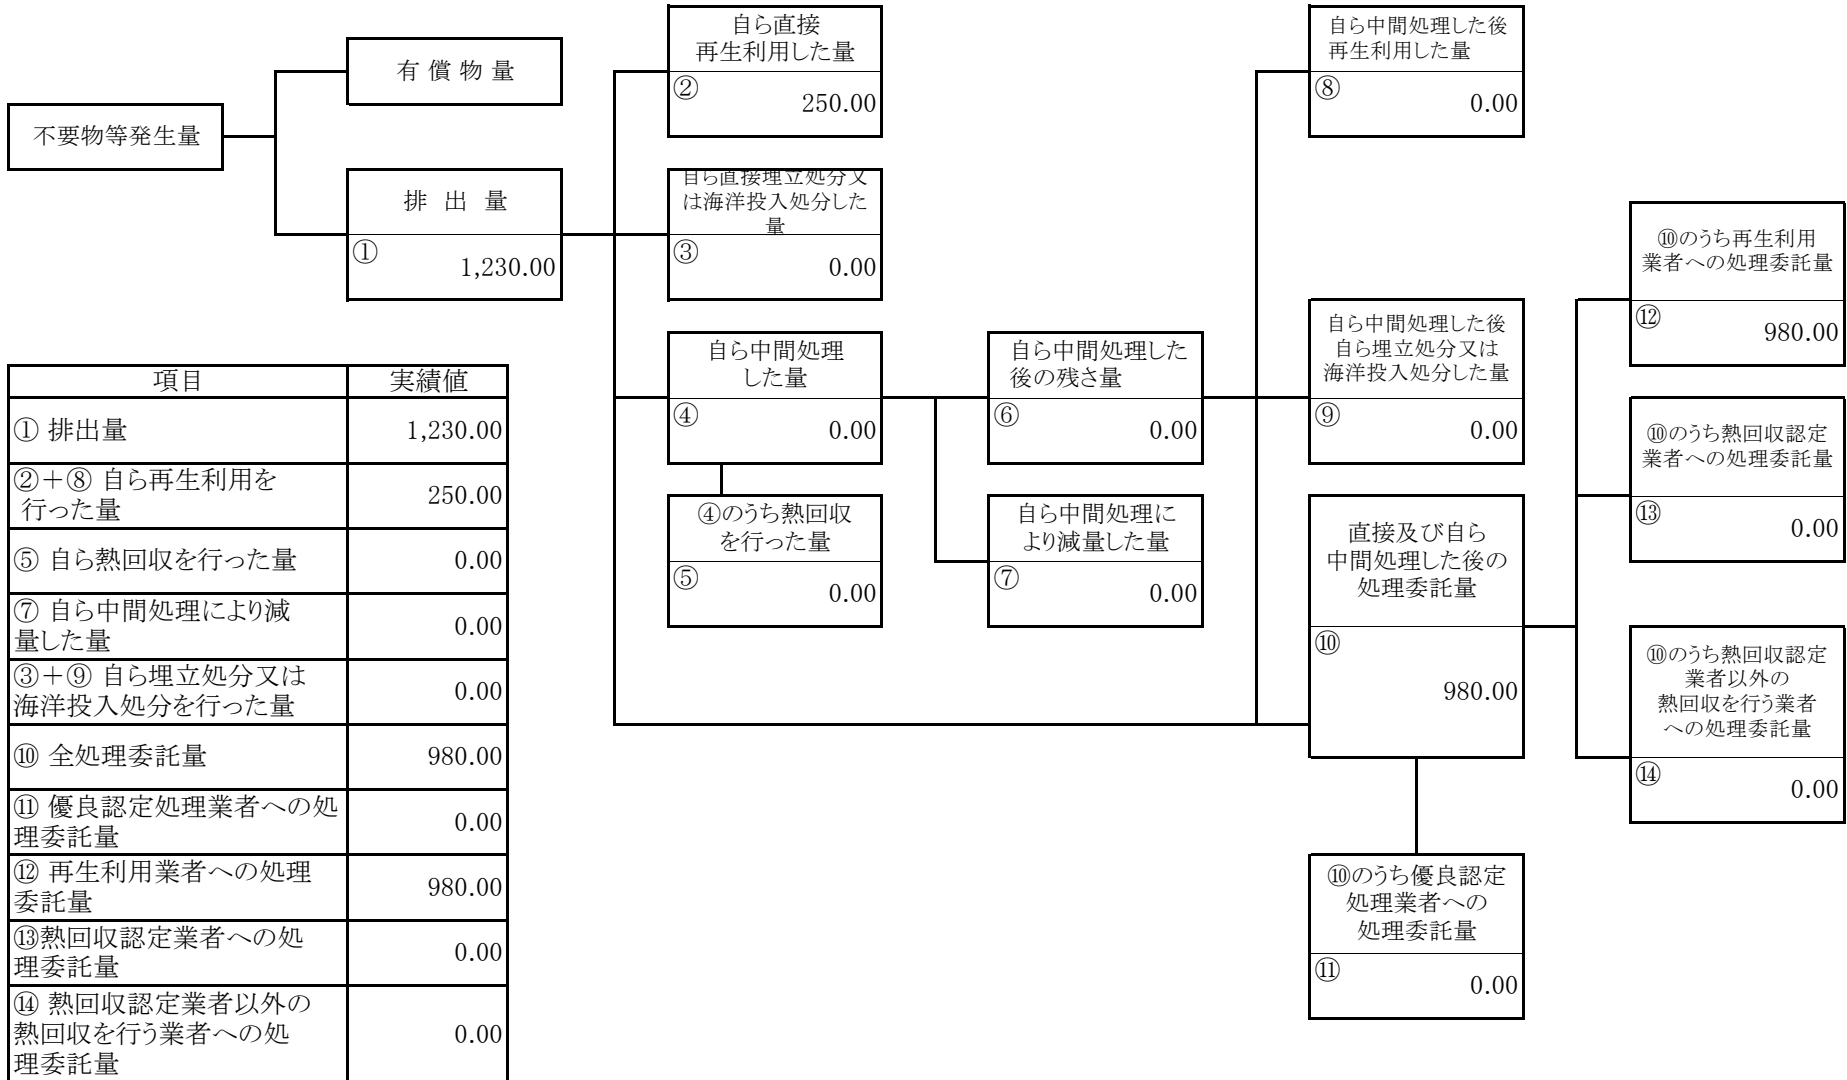 不要物等発生量
有償物量
排出量
①
1,230.00
自ら直接
再生利用した量
②
250.00
自ら直接埋立処分又
は海洋投入処分した
量
③
0.00
自ら中間処理
した量
④
0.00
④のうち熱回収
を行った量
⑤
0.00
自ら中間処理した
後の残さ量
⑥
0.00
自ら中間処理に
より減量した量
⑦
0.00
自ら中間処理した後
再生利用した量
⑧
0.00
自ら中間処理した後
自ら埋立処分又は
海洋投入処分した量
⑨
0.00
直接及び自ら
中間処理した後の
処理委託量
⑩
980.00
⑩のうち優良認定
処理業者への
処理委託量
⑪
0.00
⑩のうち再生利用
業者への処理委託量
⑫
980.00
⑩のうち熱回収認定
業者への処理委託量
⑬
0.00
⑩のうち熱回収認定
業者以外の
熱回収を行う業者
への処理委託量
⑭
0.00
項目 実績値
① 排出量 1,230.00
②＋⑧ 自ら再生利用を
行った量 250.00
⑤ 自ら熱回収を行った量 0.00
⑦ 自ら中間処理により減
量した量 0.00
③＋⑨ 自ら埋立処分又は
海洋投入処分を行った量 0.00
⑩ 全処理委託量 980.00
⑪ 優良認定処理業者への処
理委託量 0.00
⑫ 再生利用業者への処理
委託量 980.00
⑬熱回収認定業者への処
理委託量 0.00
⑭ 熱回収認定業者以外の
熱回収を行う業者への処
理委託量 0.00